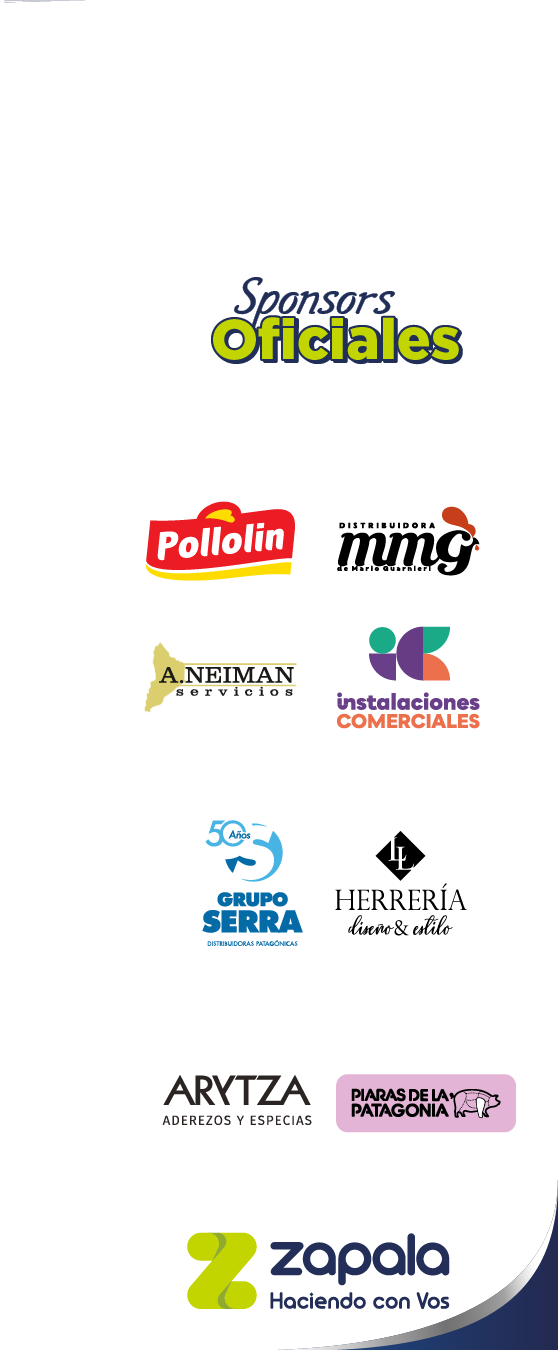 Sponsors
Oficiales
Pollolin
DISTRIBUIDORA
mmg
de Mario Guarnieri
A.NEIMAN
servicios
instalaciones
COMERCIALES
50 Años
GRUPO
SERRA
DISTRIBUIDORAS PATAGÓNICAS
LL
HERRERÍA
diseño & estilo
ARYTZA
ADEREZOS Y ESPECIAS
PIARAS DE LA
PATAGONIA
zapala
Haciendo con Vos